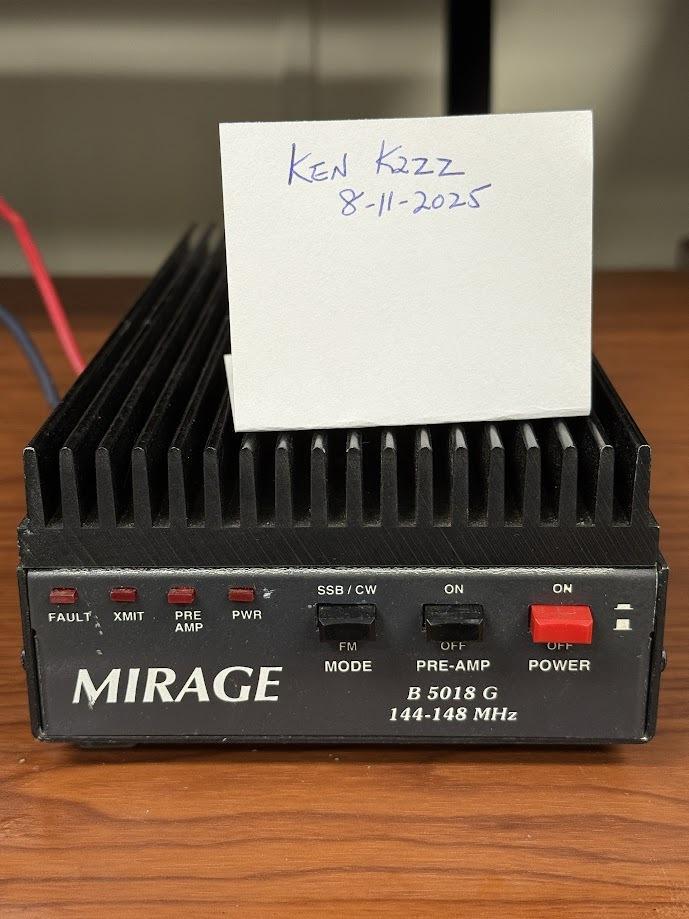 KEN K2ZZ
8-11-2025
SSB / CW
ON
ON
FAULT
XMIT
PRE
AMP
PWR
FM
OFF
OFF
MODE
PRE-AMP
POWER
MIRAGE
B 5018 G
144-148 MHz